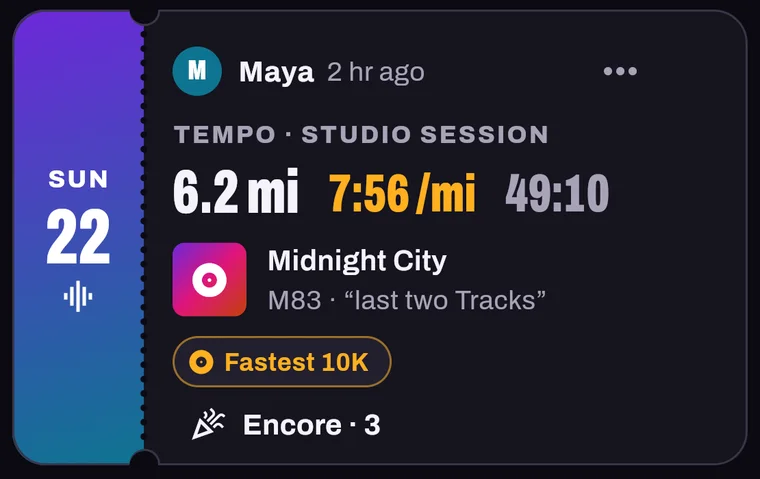 SUN
22
M
Maya 2 hr ago
TEMPO · STUDIO SESSION
6.2 mi 7:56 /mi 49:10
Midnight City
M83 · “last two Tracks”
Fastest 10K
Encore · 3